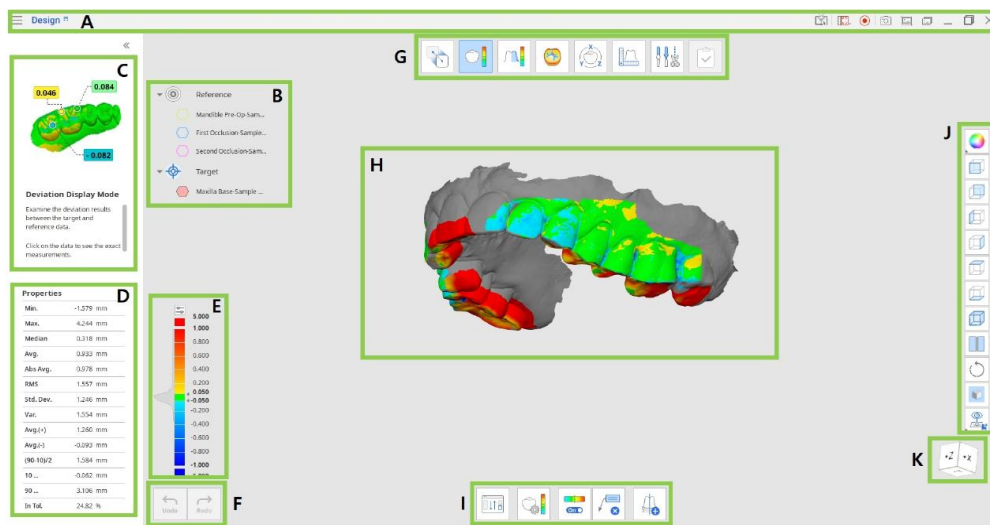 Design
A
G
C
0.046
0.084
- 0.082
Deviation Display Mode
Examine the deviation results
between the target and
reference data.
Click on the data to see the exact
measurements.
B
Reference
Mandible Pre-Op-Sam...
First Occlusion-Sample...
Second Occlusion-Sam...
Target
Maxilla Base-Sample ...
H
J
Properties
D
Min. -1.579 mm
Max. 4.244 mm
Median 0.318 mm
Avg. 0.933 mm
Abs Avg. 0.978 mm
RMS 1.557 mm
Std. Dev. 1.246 mm
Var. 1.554 mm
Avg.(+) 1.260 mm
Avg.(-) -0.093 mm
(90-10)/2 1.584 mm
10 ... -0.062 mm
90 ... 3.106 mm
In Tol. 24.82 %
E
5.000
1.000
0.800
0.600
0.400
0.200
0.050
-0.050
-0.200
-0.400
-0.600
-0.800
-1.000
F
Undo
Redo
I
On
K
+Z
+X